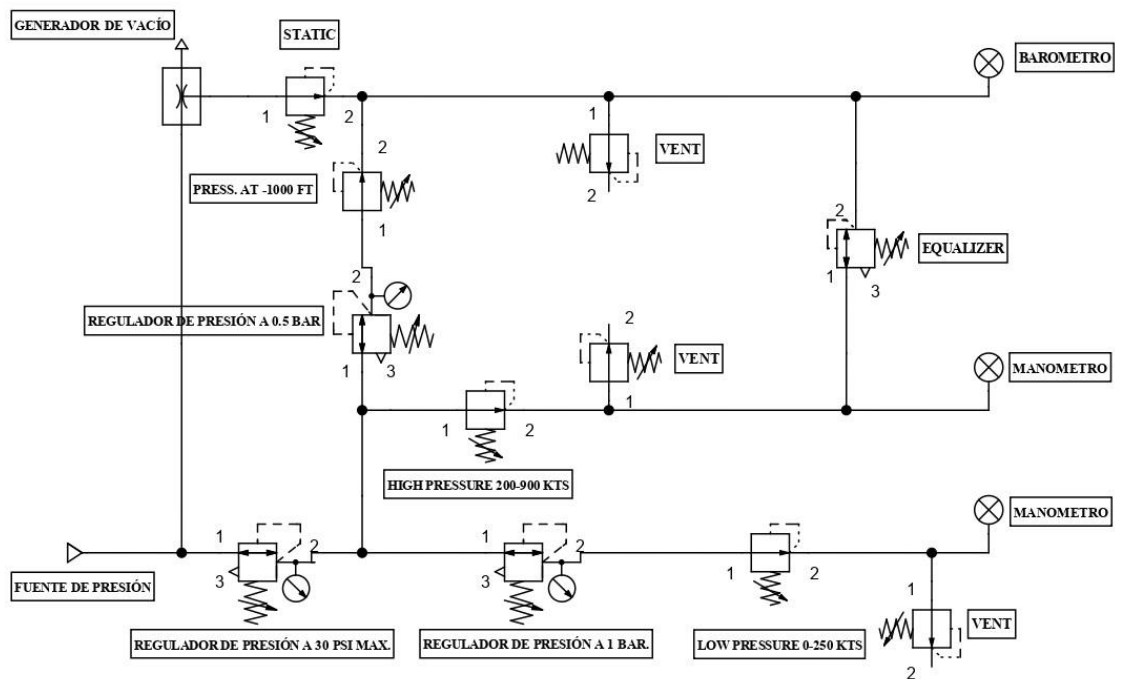 GENERADOR DE VACÍO
STATIC
BAROMETRO
1
2
1
VENT
2
2
PRESS. AT -1000 FT
1
2
EQUALIZER
1
3
2
REGULADOR DE PRESIÓN A 0.5 BAR
1
3
2
VENT
1
MANOMETRO
1
2
HIGH PRESSURE 200-900 KTS
MANOMETRO
1
2
3
FUENTE DE PRESIÓN
REGULADOR DE PRESIÓN A 30 PSI MAX.
1
2
3
REGULADOR DE PRESIÓN A 1 BAR.
1
2
LOW PRESSURE 0-250 KTS
1
VENT
2